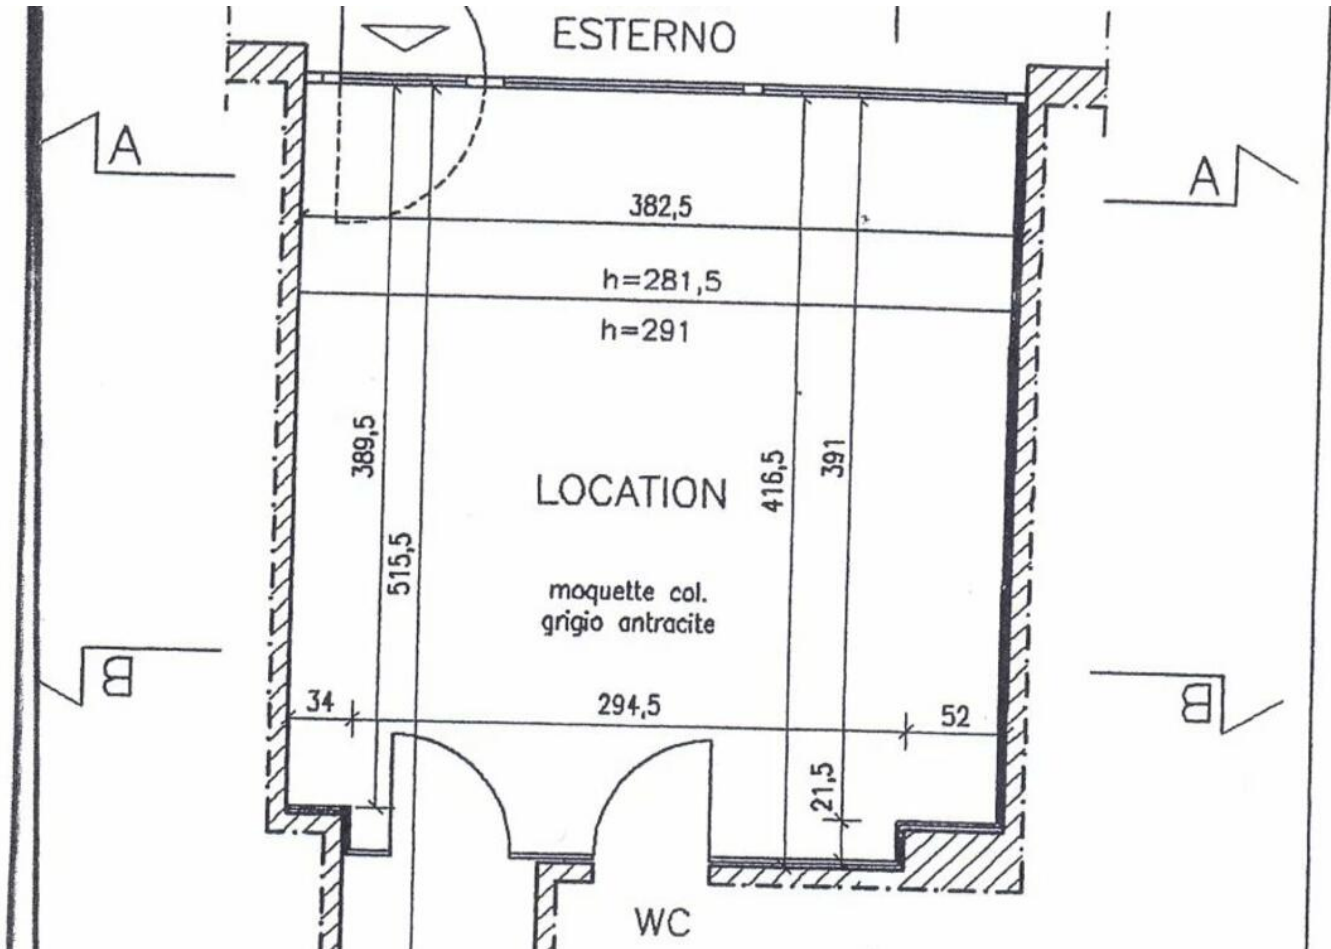 ESTERNO
A
A
382,5
h=281,5
h=291
389,5
515,5
416,5
391
LOCATION
moquette col.
grigio antracite
B
B
34
294,5
52
21,5
WC